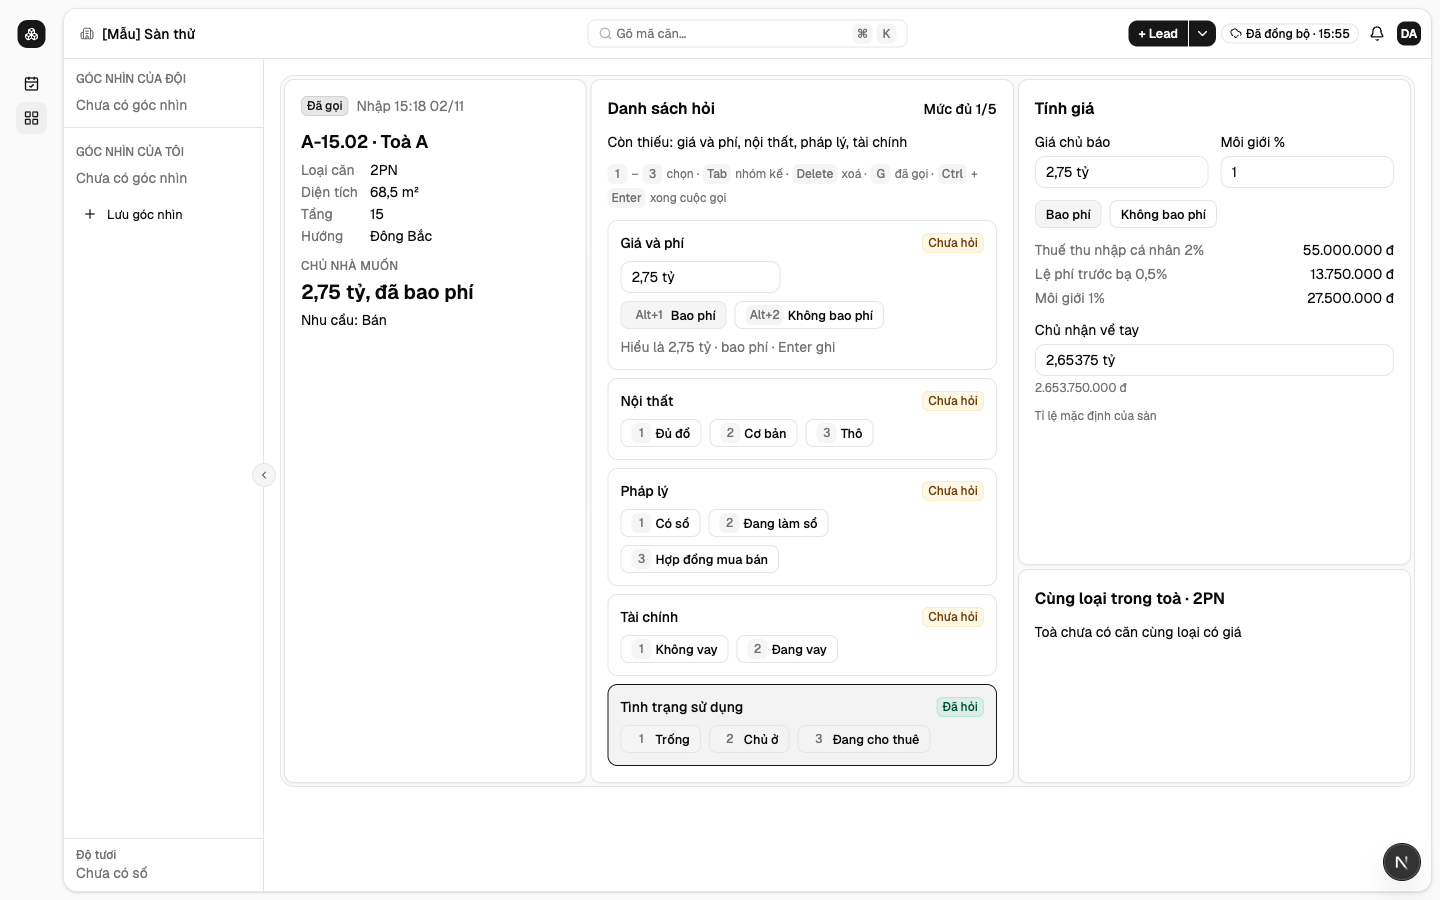 [Mẫu] Sàn thử
Gõ mã căn...
⌘ K
+ Lead
Đã đồng bộ · 15:55
DA
GÓC NHÌN CỦA ĐỘI
Chưa có góc nhìn
GÓC NHÌN CỦA TÔI
Chưa có góc nhìn
+ Lưu góc nhìn
Độ tươi
Chưa có số
Đã gọi Nhập 15:18 02/11
A-15.02 · Toà A
Loại căn 2PN
Diện tích 68,5 m²
Tầng 15
Hướng Đông Bắc
CHỦ NHÀ MUỐN
2,75 tỷ, đã bao phí
Nhu cầu: Bán
Danh sách hỏi Mức đủ 1/5
Còn thiếu: giá và phí, nội thất, pháp lý, tài chính
1 – 3 chọn · Tab nhóm kế · Delete xoá · G đã gọi · Ctrl +
Enter xong cuộc gọi
Giá và phí Chưa hỏi
2,75 tỷ
Alt+1 Bao phí Alt+2 Không bao phí
Hiểu là 2,75 tỷ · bao phí · Enter ghi
Nội thất Chưa hỏi
1 Đủ đồ 2 Cơ bản 3 Thô
Pháp lý Chưa hỏi
1 Có sổ 2 Đang làm sổ
3 Hợp đồng mua bán
Tài chính Chưa hỏi
1 Không vay 2 Đang vay
Tình trạng sử dụng Đã hỏi
1 Trống 2 Chủ ở 3 Đang cho thuê
Tính giá
Giá chủ báo Môi giới %
2,75 tỷ 1
Bao phí Không bao phí
Thuế thu nhập cá nhân 2% 55.000.000 đ
Lệ phí trước bạ 0,5% 13.750.000 đ
Môi giới 1% 27.500.000 đ
Chủ nhận về tay
2,65375 tỷ
2.653.750.000 đ
Tỉ lệ mặc định của sàn
Cùng loại trong toà · 2PN
Toà chưa có căn cùng loại có giá
N